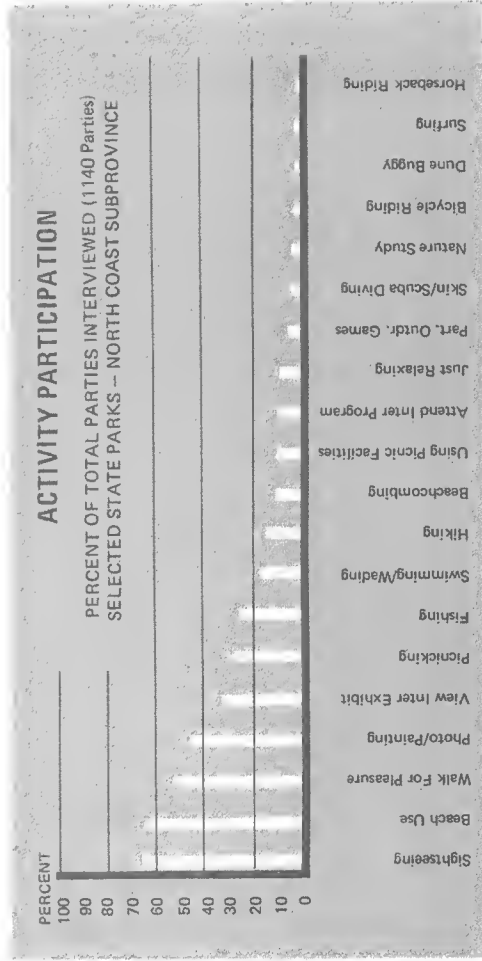 ACTIVITY PARTICIPATION
PERCENT OF TOTAL PARTIES INTERVIEWED (1140 Parties)
SELECTED STATE PARKS – NORTH COAST SUBPROVINCE
PERCENT
100
90
80
70
60
50
40
30
20
10
0
Sightseeing
Beach Use
Walk For Pleasure
Photo/Painting
View Inter Exhibit
Picnicking
Fishing
Swimming/Wading
Hiking
Beachcombing
Using Picnic Facilities
Attend Inter Program
Just Relaxing
Part. Outdr. Games
Skin/Scuba Diving
Nature Study
Bicycle Riding
Dune Buggy
Surfing
Horseback Riding